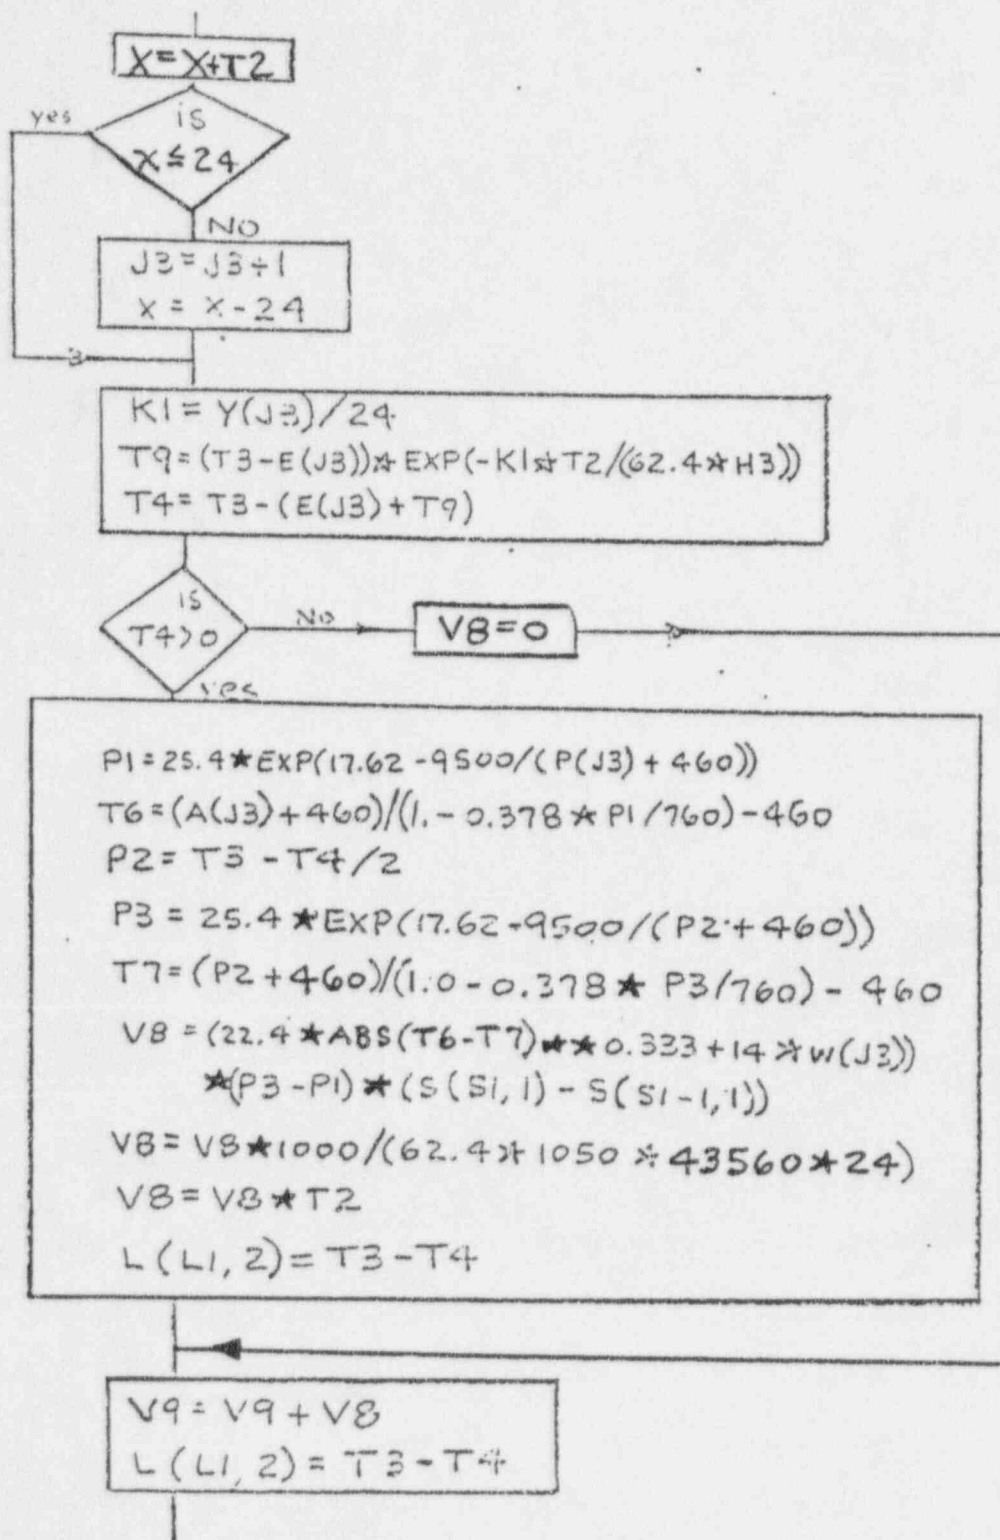 X=X+T2
yes
is
X≤24
NO
J3=J3+1
X = X-24
K1= Y(J3)/24
T9=(T3-E(J3))*EXP(-K1*T2/(62.4*H3))
T4= T3-(E(J3)+T9)
is
T4>0
No
V8=0
yes
P1=25.4*EXP(17.62-9500/(P(J3)+460))
T6=(A(J3)+460)/(1.-0.378*P1/760)-460
P2= T3-T4/2
P3 = 25.4*EXP(17.62-9500/(P2+460))
T7=(P2+460)/(1.0-0.378* P3/760) - 460
V8 =(22.4*ABS(T6-T7)**0.333+14*W(J3))
*(P3-P1)*(S(S1,1)-S(S1-1,1))
V8= V8*1000/(62.4*1050*43560*24)
V8=V8*T2
L(L1,2)=T3-T4
V9= V9+V8
L(L1,2)= T3-T4